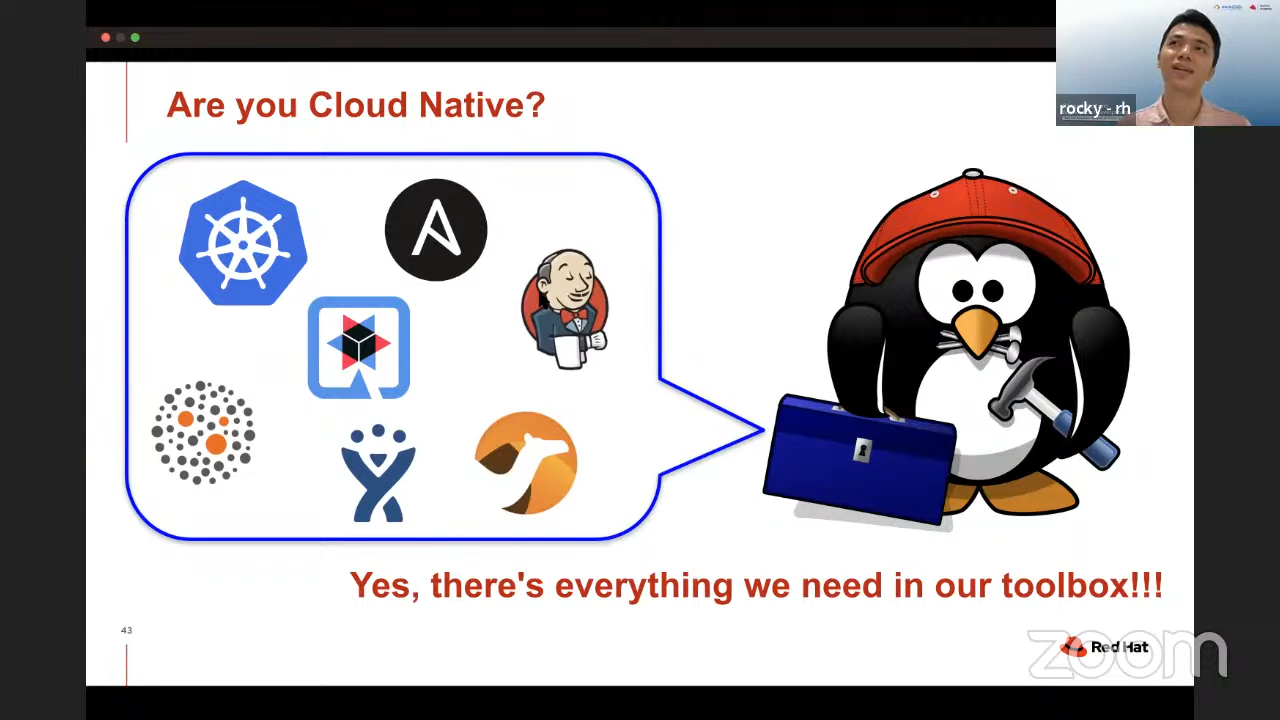 Are you Cloud Native?
rocky - rh
Yes, there's everything we need in our toolbox!!!
43
Red Hat
zoom